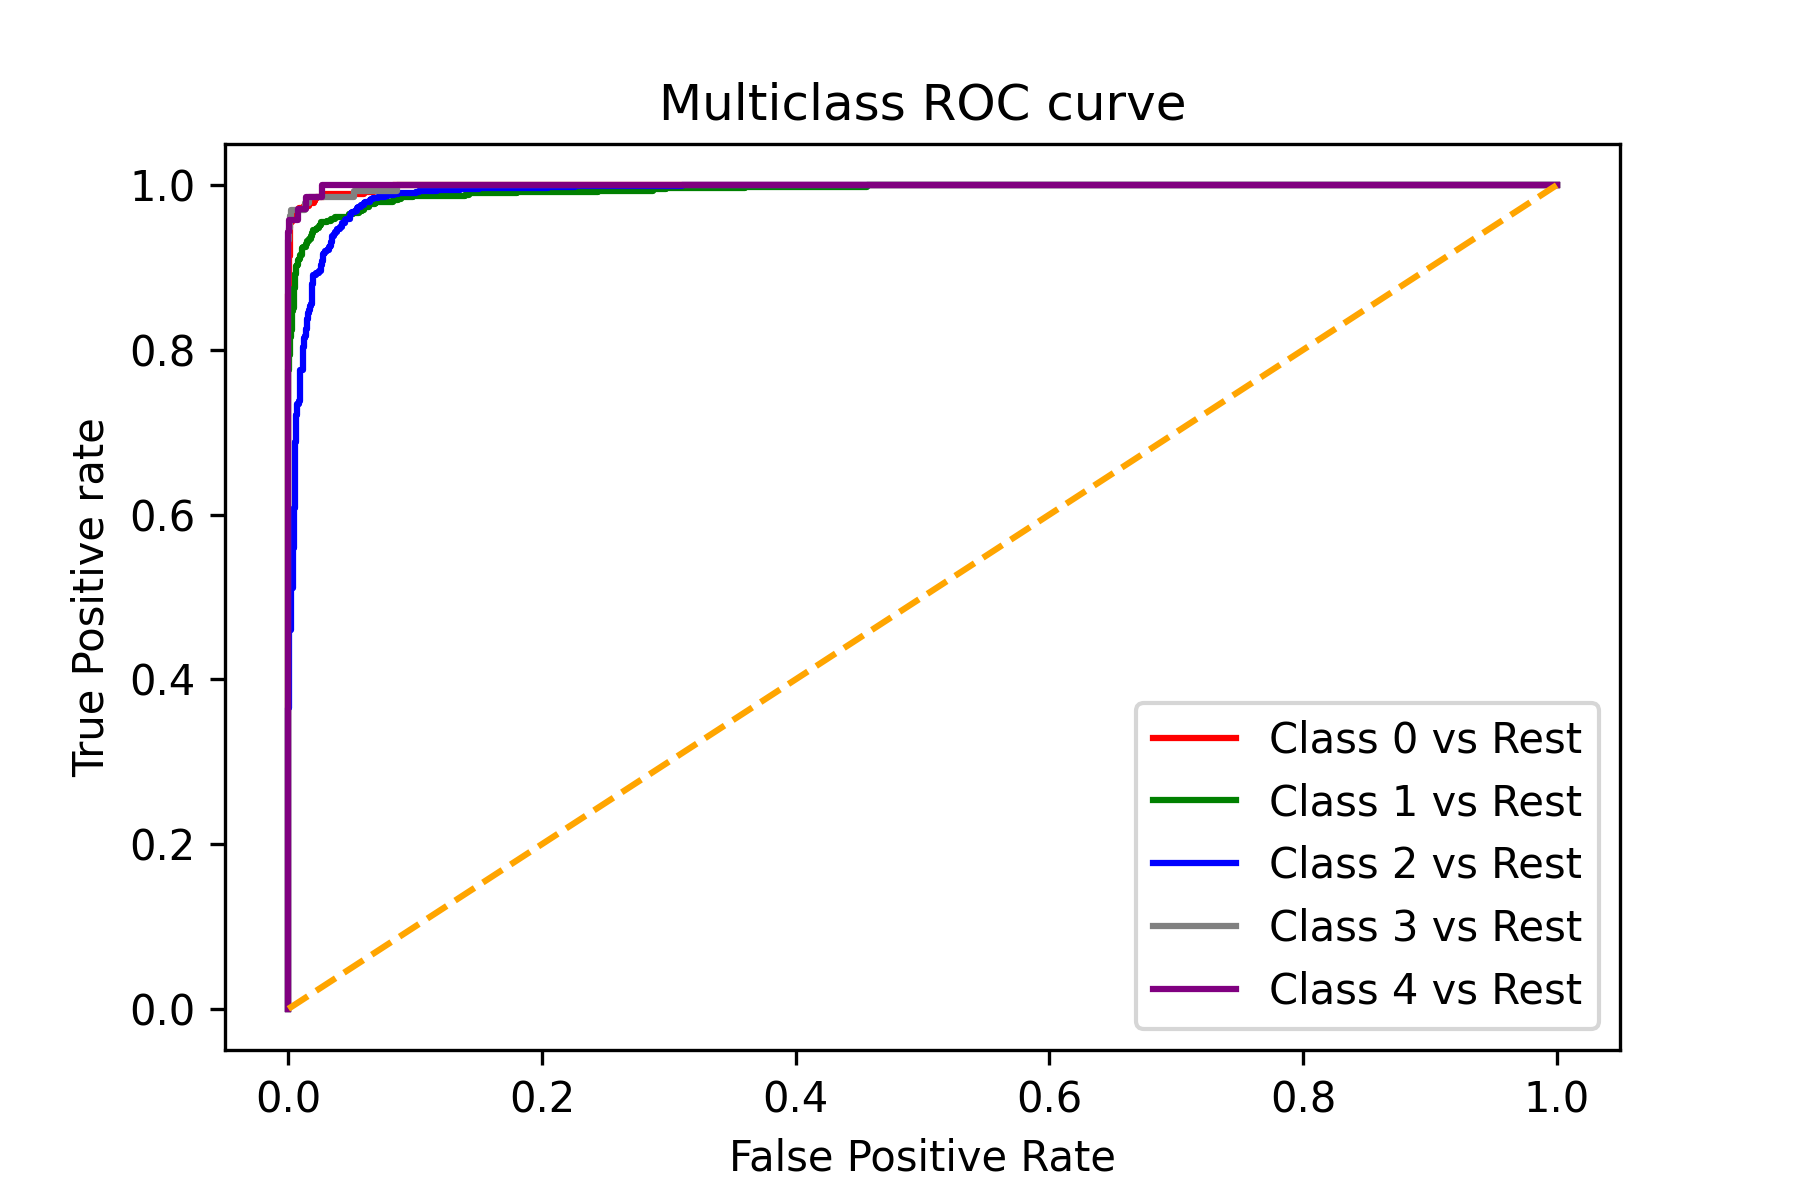 Multiclass ROC curve
1.0
0.8
0.6
0.4
0.2
0.0
True Positive rate
Class 0 vs Rest
Class 1 vs Rest
Class 2 vs Rest
Class 3 vs Rest
Class 4 vs Rest
0.0 0.2 0.4 0.6 0.8 1.0
False Positive Rate